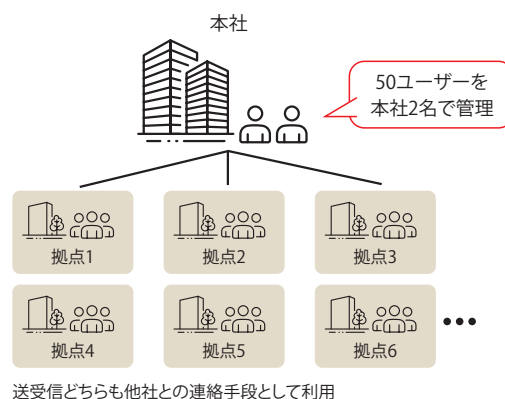 本社
50ユーザーを
本社2名で管理
拠点1
拠点2
拠点3
拠点4
拠点5
拠点6
•••
送受信どちらも他社との連絡手段として利用